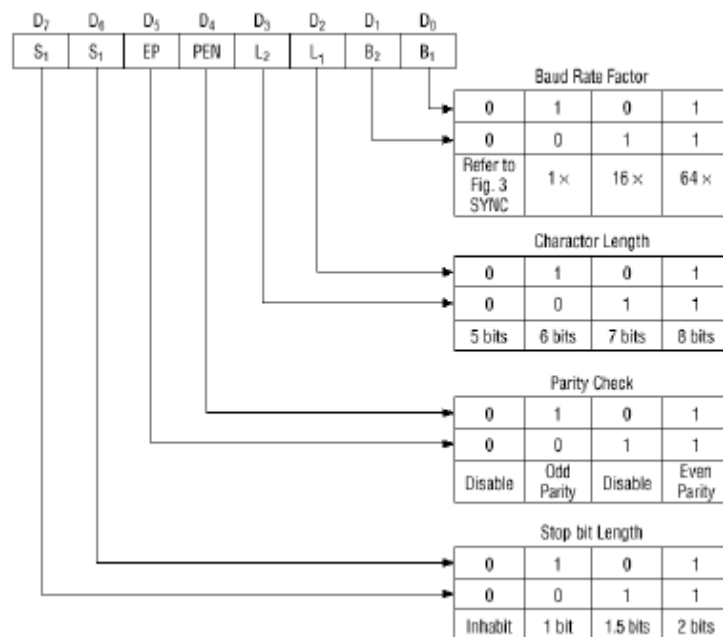 D₇ D₆ D₅ D₄ D₃ D₂ D₁ D₀
S₁ S₁ EP PEN L₂ L₁ B₂ B₁
Baud Rate Factor
0 1 0 1
0 0 1 1
Refer to Fig. 3 SYNC 1 × 16 × 64 ×
Charactor Length
0 1 0 1
0 0 1 1
5 bits 6 bits 7 bits 8 bits
Parity Check
0 1 0 1
0 0 1 1
Disable Odd Parity Disable Even Parity
Stop bit Length
0 1 0 1
0 0 1 1
Inhabit 1 bit 1.5 bits 2 bits